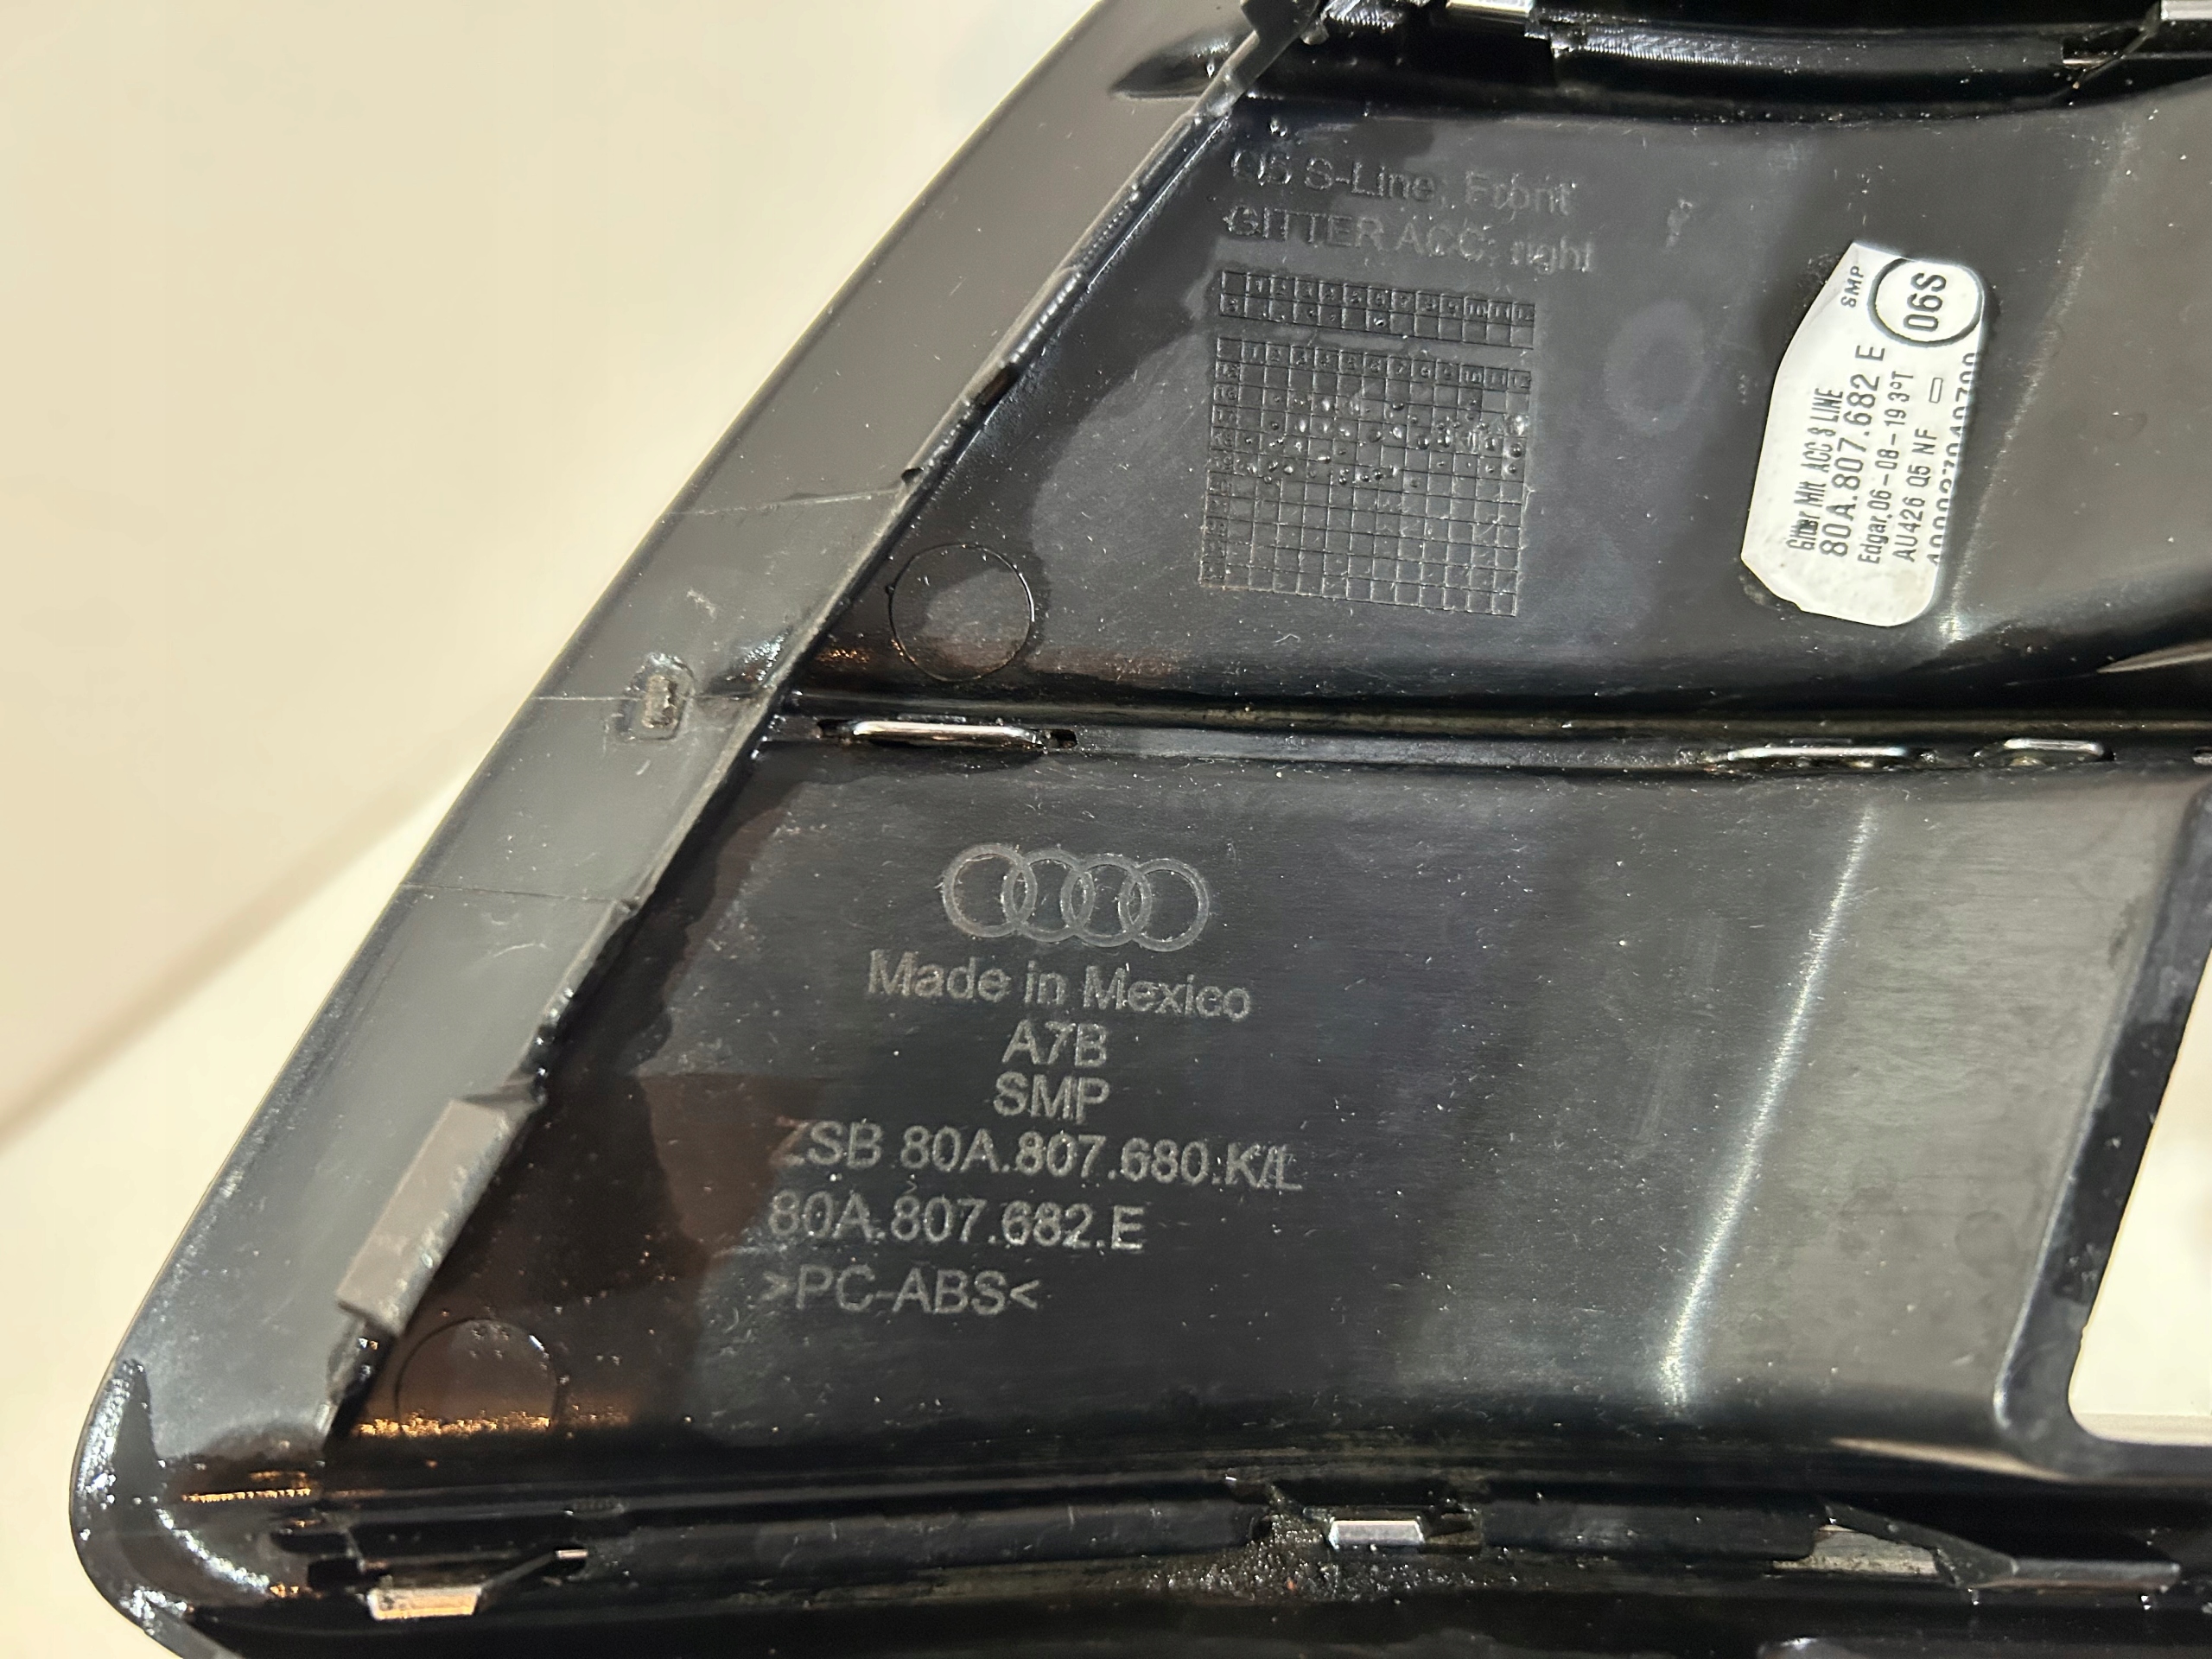 Q5 S-Line, Front
GITTER ACC, right
SMP
06S
Gitter Mit ACC S LINE
80A.807.682 E
Edgar 06-08-19 3ºT
AU426 Q5 NF
Made in Mexico
A7B
SMP
ZSB 80A.807.680.K/L
80A.807.682.E
>PC-ABS<